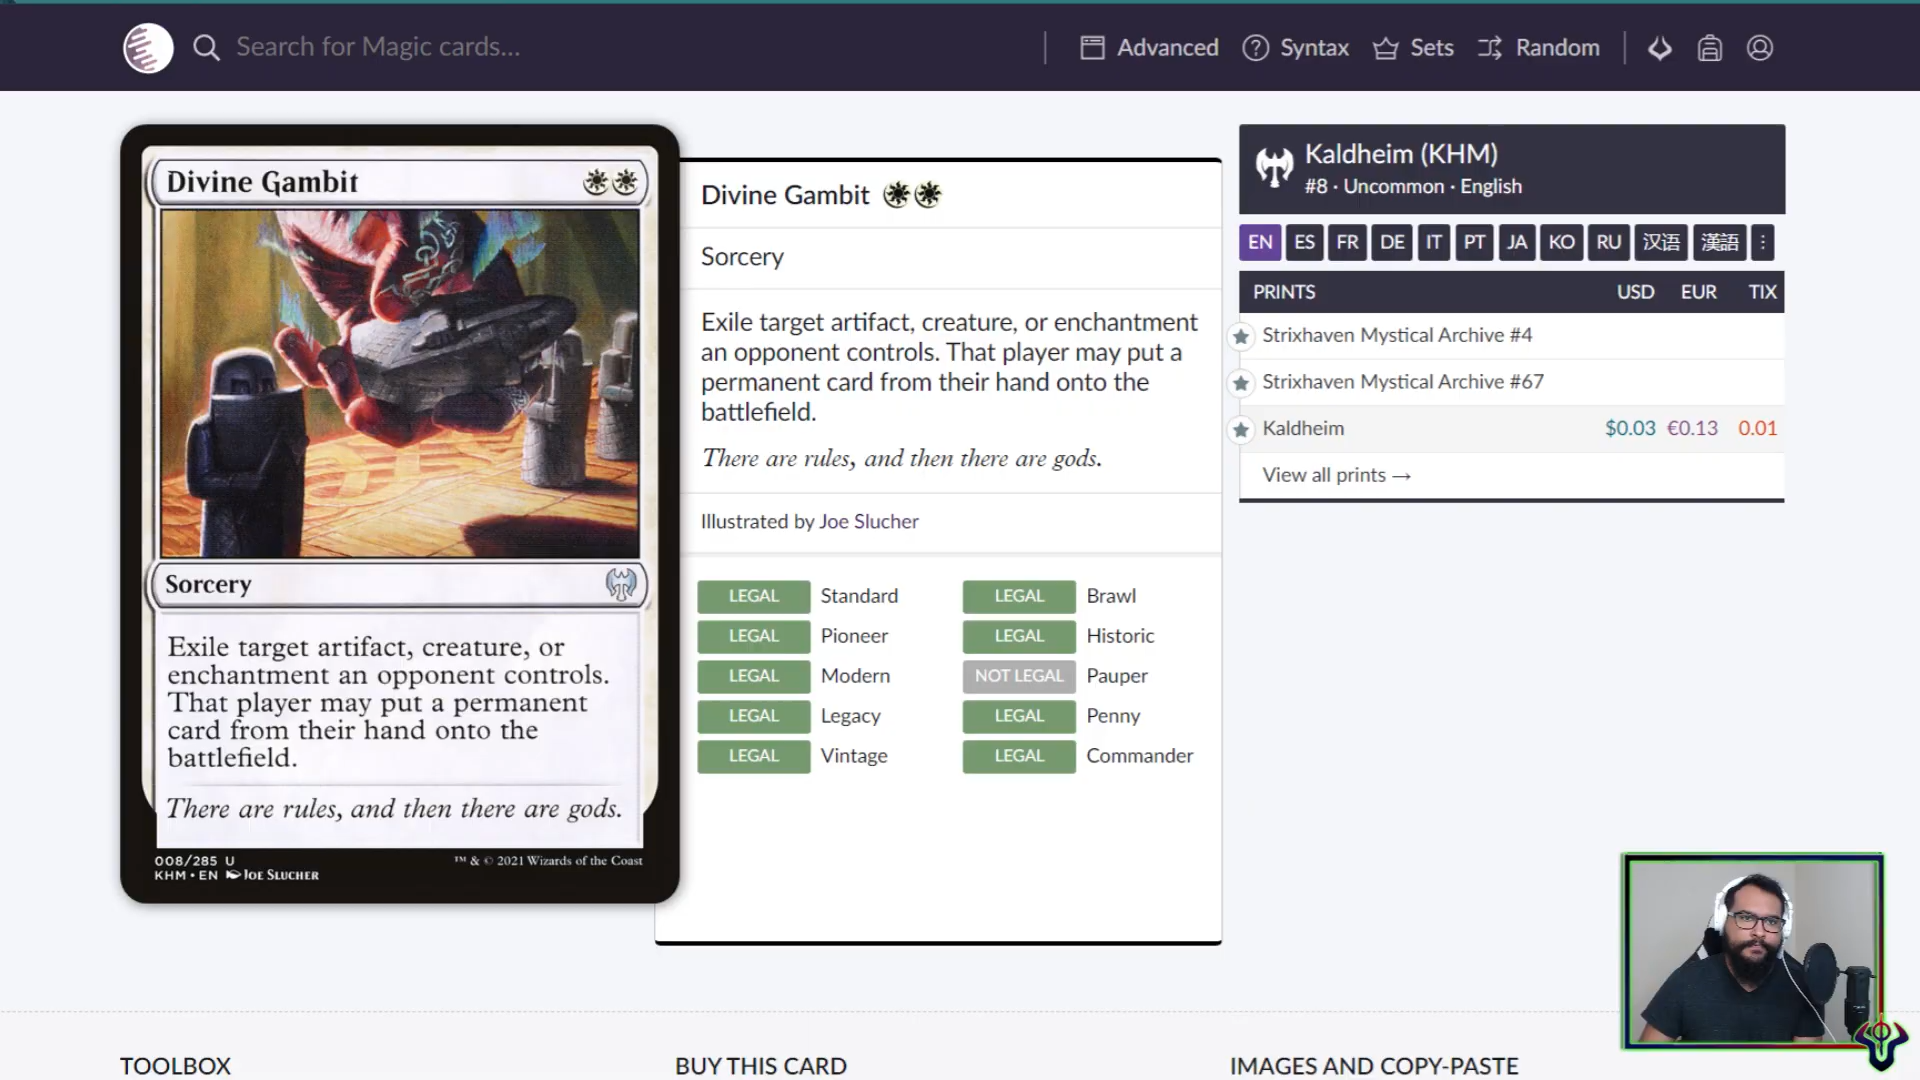 Search for Magic cards...
Advanced
Syntax
Sets
Random
Divine Gambit
Sorcery
Exile target artifact, creature, or
enchantment an opponent controls.
That player may put a permanent
card from their hand onto the
battlefield.
There are rules, and then there are gods.
008/285 U
KHM • EN JOE SLUCHER
™ & © 2021 Wizards of the Coast
Divine Gambit
Sorcery
Exile target artifact, creature, or enchantment
an opponent controls. That player may put a
permanent card from their hand onto the
battlefield.
There are rules, and then there are gods.
Illustrated by Joe Slucher
LEGAL Standard LEGAL Brawl
LEGAL Pioneer LEGAL Historic
LEGAL Modern NOT LEGAL Pauper
LEGAL Legacy LEGAL Penny
LEGAL Vintage LEGAL Commander
Kaldheim (KHM)
#8 · Uncommon · English
EN ES FR DE IT PT JA KO RU 汉语 漢語
PRINTS USD EUR TIX
Strixhaven Mystical Archive #4
Strixhaven Mystical Archive #67
Kaldheim $0.03 €0.13 0.01
View all prints →
TOOLBOX
BUY THIS CARD
IMAGES AND COPY-PASTE